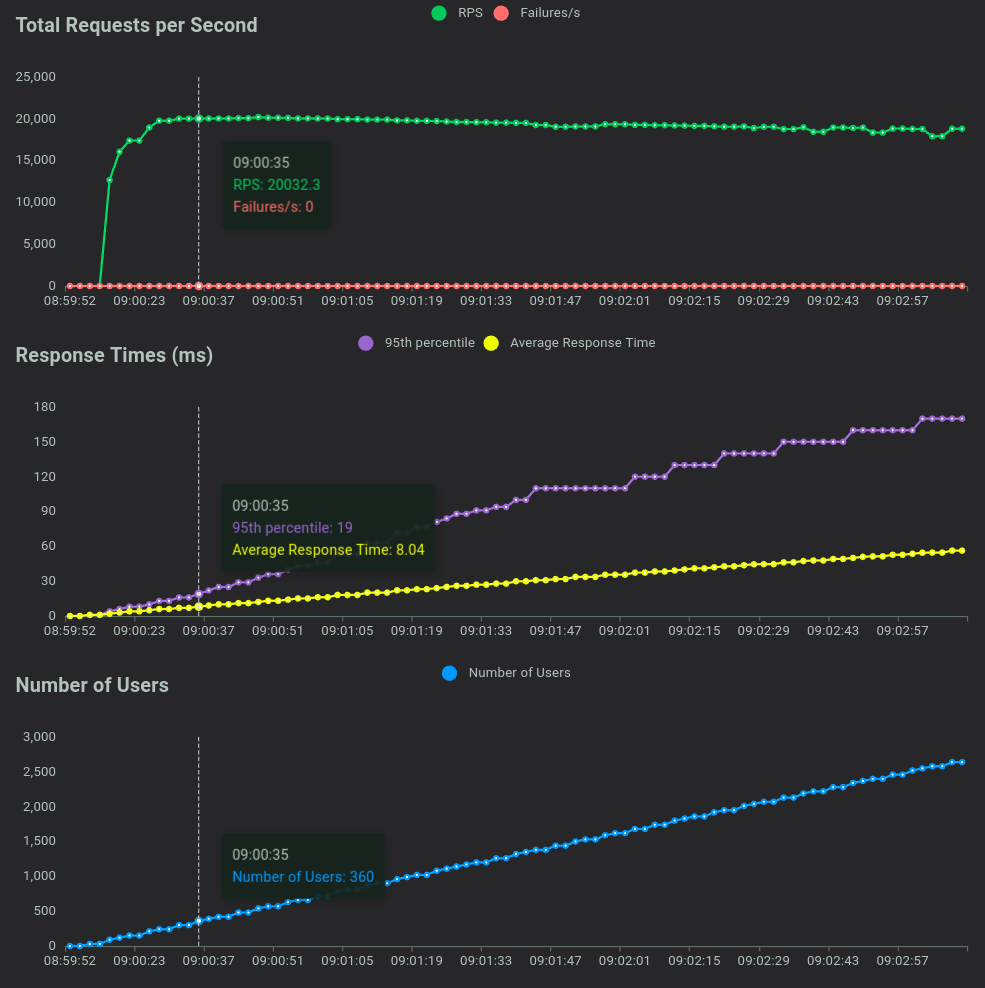 RPS Failures/s
Total Requests per Second
25,000
20,000
15,000
10,000
5,000
0
09:00:35
RPS: 20032.3
Failures/s: 0
08:59:52 09:00:23 09:00:37 09:00:51 09:01:05 09:01:19 09:01:33 09:01:47 09:02:01 09:02:15 09:02:29 09:02:43 09:02:57
95th percentile Average Response Time
Response Times (ms)
180
150
120
90
60
30
0
09:00:35
95th percentile: 19
Average Response Time: 8.04
08:59:52 09:00:23 09:00:37 09:00:51 09:01:05 09:01:19 09:01:33 09:01:47 09:02:01 09:02:15 09:02:29 09:02:43 09:02:57
Number of Users
Number of Users
3,000
2,500
2,000
1,500
1,000
500
0
09:00:35
Number of Users: 360
08:59:52 09:00:23 09:00:37 09:00:51 09:01:05 09:01:19 09:01:33 09:01:47 09:02:01 09:02:15 09:02:29 09:02:43 09:02:57